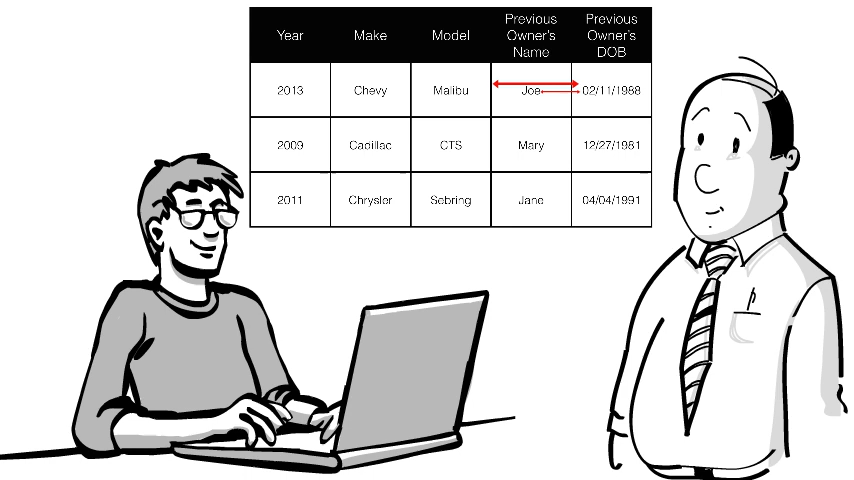 Year Make Model Previous Owner's Name Previous Owner's DOB
2013 Chevy Malibu Joe 02/11/1988
2009 Cadillac CTS Mary 12/27/1981
2011 Chrysler Sebring Jane 04/04/1991